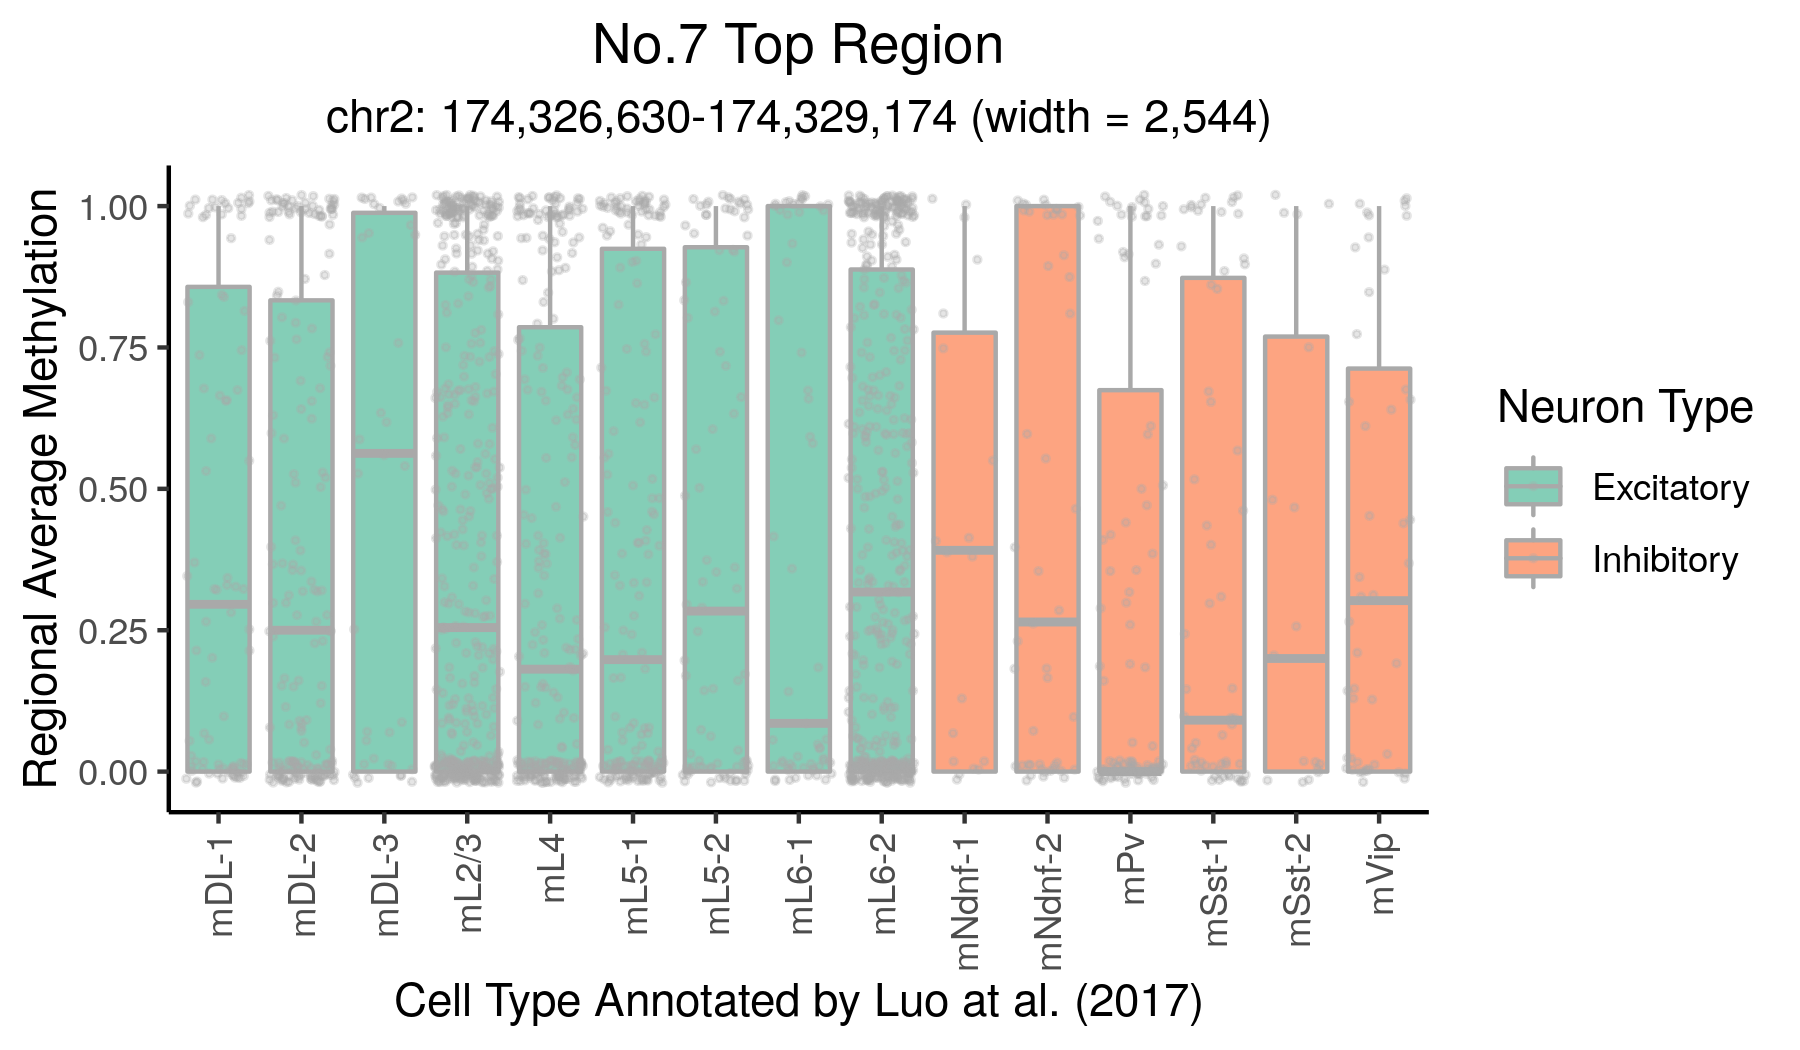 No.7 Top Region
chr2: 174,326,630-174,329,174 (width = 2,544)
Regional Average Methylation
1.00
0.75
0.50
0.25
0.00
mDL-1
mDL-2
mDL-3
mL2/3
mL4
mL5-1
mL5-2
mL6-1
mL6-2
mNdnf-1
mNdnf-2
mPv
mSst-1
mSst-2
mVip
Cell Type Annotated by Luo at al. (2017)
Neuron Type
Excitatory
Inhibitory